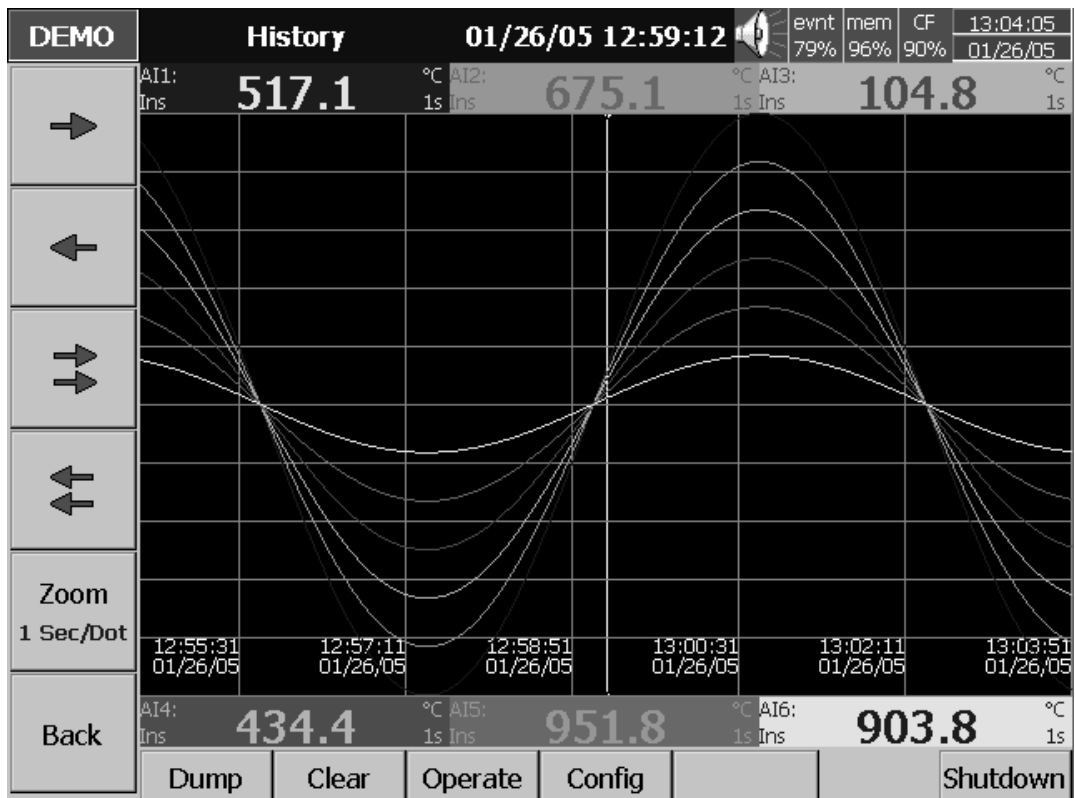 DEMO History 01/26/05 12:59:12 evnt mem CF 13:04:05
79% 96% 90% 01/26/05
AI1: °C AI2: °C AI3: °C
Ins 517.1 1s Ins 675.1 1s Ins 104.8 1s
Zoom
1 Sec/Dot
12:55:31 12:57:11 12:58:51 13:00:31 13:02:11 13:03:51
01/26/05 01/26/05 01/26/05 01/26/05 01/26/05 01/26/05
Back
AI4: °C AI5: °C AI6: °C
Ins 434.4 1s Ins 951.8 1s Ins 903.8 1s
Dump Clear Operate Config Shutdown